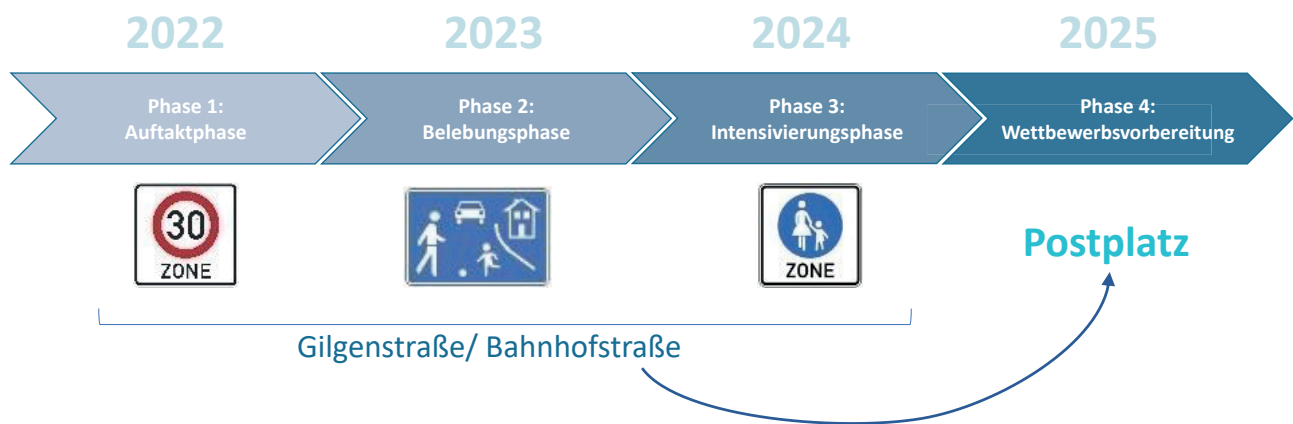 2022
2023
2024
2025
Phase 1:
Auftaktphase
Phase 2:
Belebungsphase
Phase 3:
Intensivierungsphase
Phase 4:
Wettbewerbsvorbereitung
30
ZONE
ZONE
Postplatz
Gilgenstraße/ Bahnhofstraße